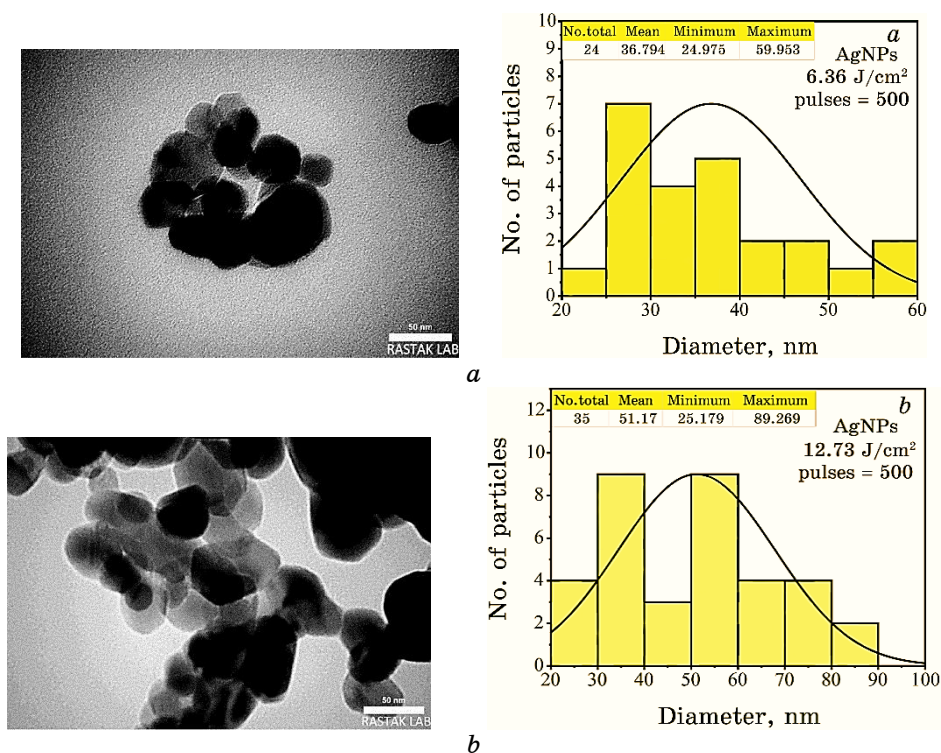 50 nm
RASTAK LAB
No.total Mean Minimum Maximum
24 36.794 24.975 59.953
a
AgNPs
6.36 J/cm²
pulses = 500
No. of particles
10
9
8
7
6
5
4
3
2
1
0
20 30 40 50 60
Diameter, nm
a
50 nm
RASTAK LAB
No.total Mean Minimum Maximum
35 51.17 25.179 89.269
b
AgNPs
12.73 J/cm²
pulses = 500
No. of particles
12
10
8
6
4
2
0
20 30 40 50 60 70 80 90 100
Diameter, nm
b